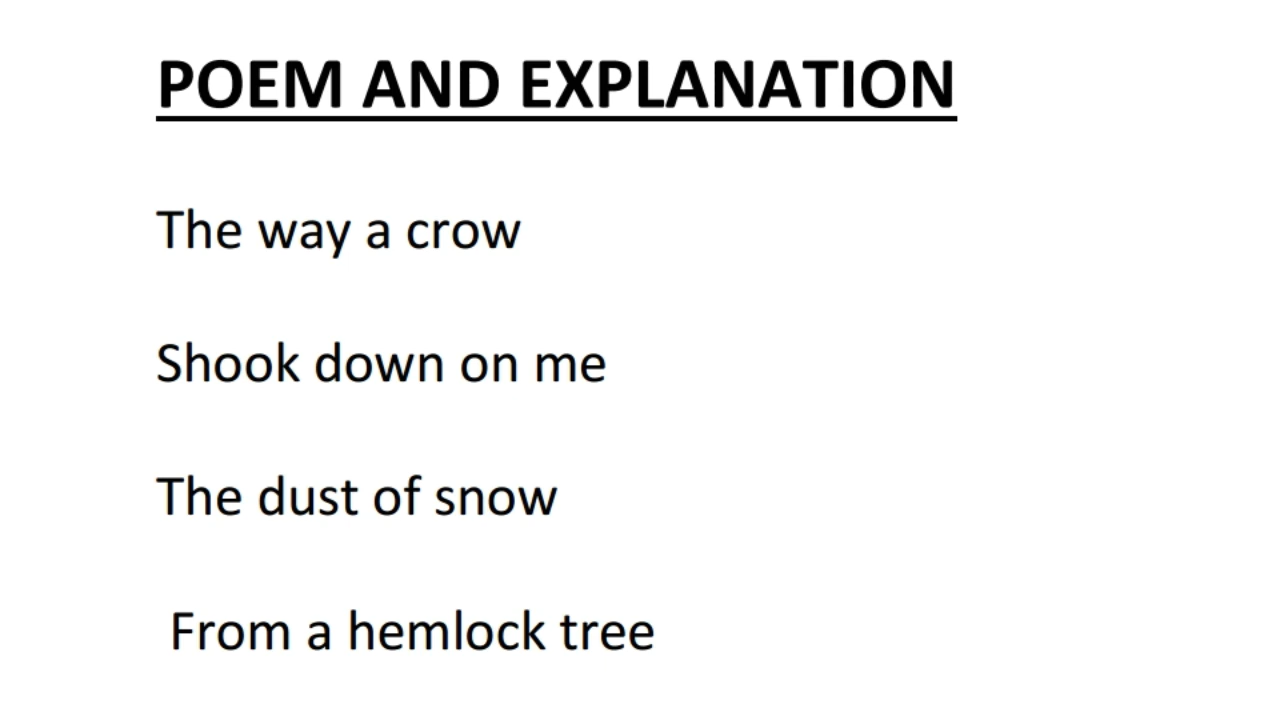 POEM AND EXPLANATION
The way a crow
Shook down on me
The dust of snow
From a hemlock tree